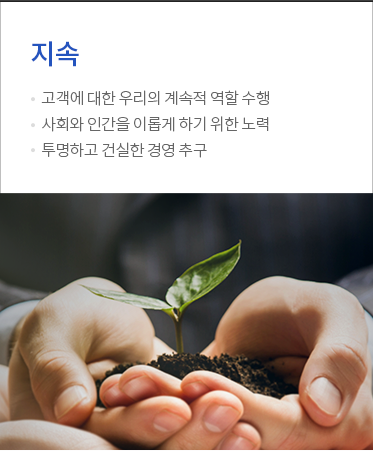 지속
고객에 대한 우리의 계속적 역할 수행
사회와 인간을 이롭게 하기 위한 노력
투명하고 건실한 경영 추구